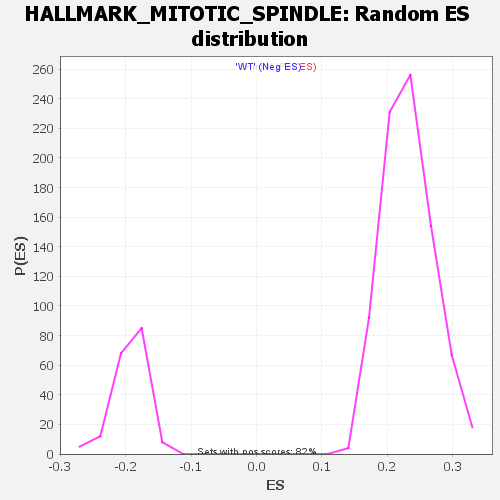 HALLMARK_MITOTIC_SPINDLE: Random ES
distribution
'WT' (Neg ES) ES)
260
240
220
200
180
160
140
120
100
80
60
40
20
0
P(ES)
Sets with pos scores: 82%
-0.3 -0.2 -0.1 0.0 0.1 0.2 0.3
ES